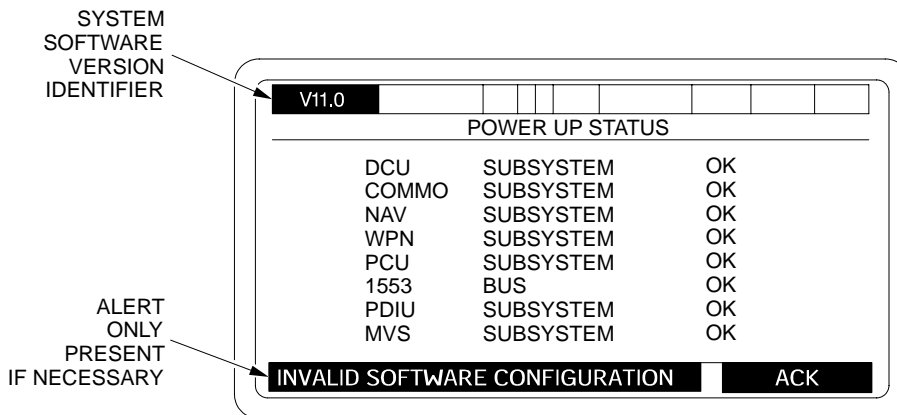 SYSTEM
SOFTWARE
VERSION
IDENTIFIER
V11.0
POWER UP STATUS
DCU SUBSYSTEM OK
COMMO SUBSYSTEM OK
NAV SUBSYSTEM OK
WPN SUBSYSTEM OK
PCU SUBSYSTEM OK
1553 BUS OK
PDIU SUBSYSTEM OK
MVS SUBSYSTEM OK
ALERT
ONLY
PRESENT
IF NECESSARY
INVALID SOFTWARE CONFIGURATION ACK